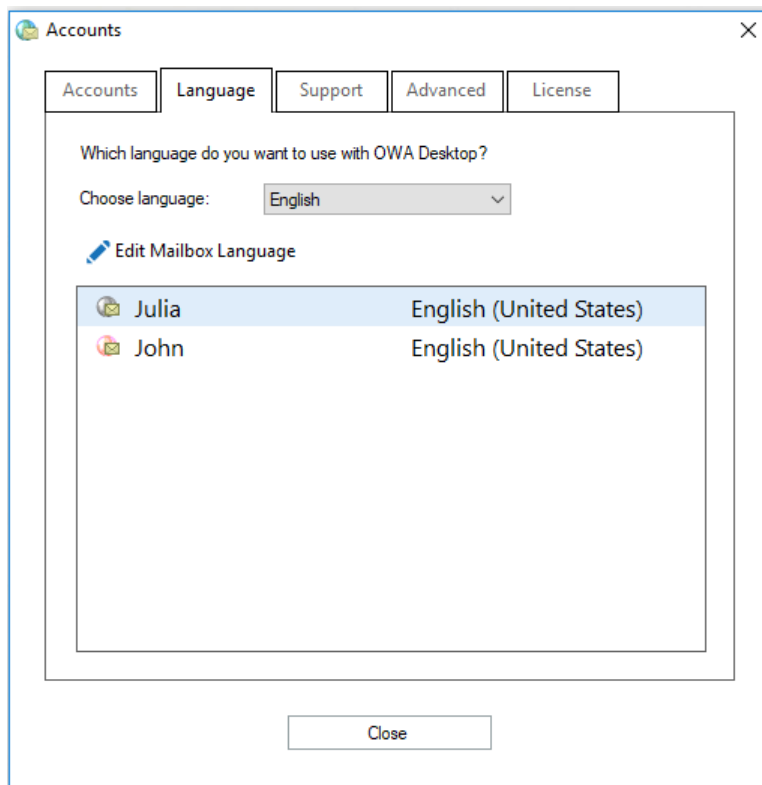 Accounts
Accounts Language Support Advanced License
Which language do you want to use with OWA Desktop?
Choose language: English
Edit Mailbox Language
Julia English (United States)
John English (United States)
Close